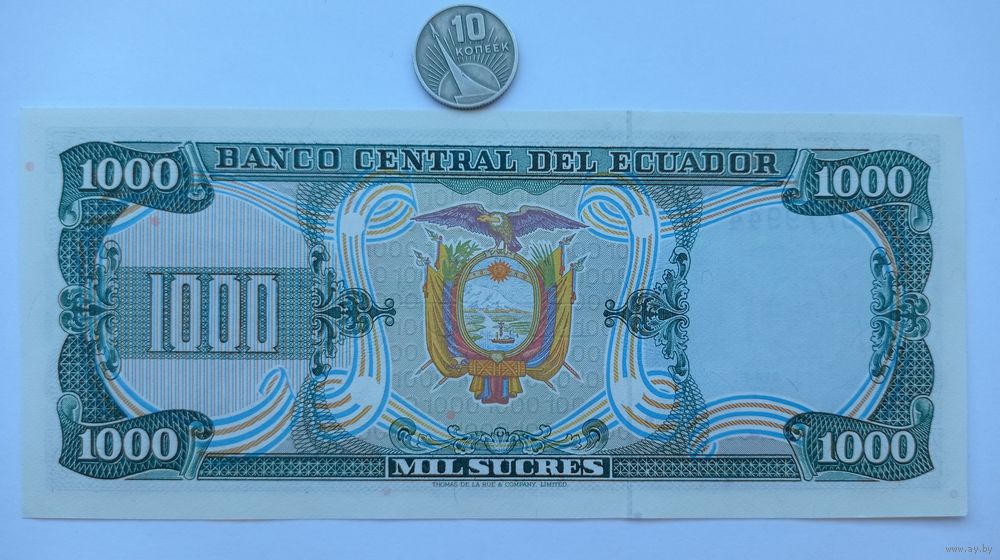 10
КОПЕЕК
BANCO CENTRAL DEL ECUADOR
1000
1000
1000
1000
1000
MIL SUCRES
THOMAS DE LA RUE & COMPANY, LIMITED.
www.ay.by